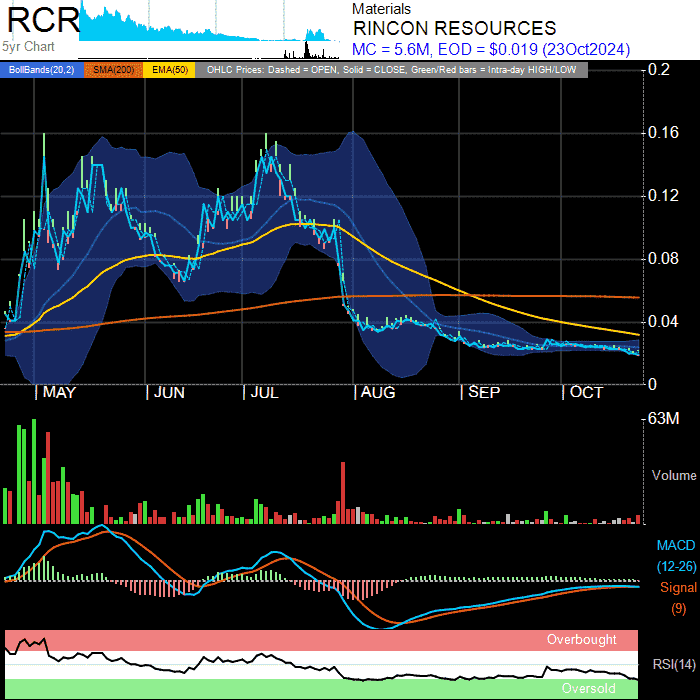 RCR
5yr Chart
Materials
RINCON RESOURCES
MC = 5.6M, EOD = $0.019 (23Oct2024)
BollBands(20,2) SMA(200) EMA(50) OHLC Prices: Dashed = OPEN, Solid = CLOSE, Green/Red bars = Intra-day HIGH/LOW
0.2
0.16
0.12
0.08
0.04
0
MAY JUN JUL AUG SEP OCT
63M
Volume
MACD
(12-26)
Signal
(9)
Overbought
RSI(14)
Oversold